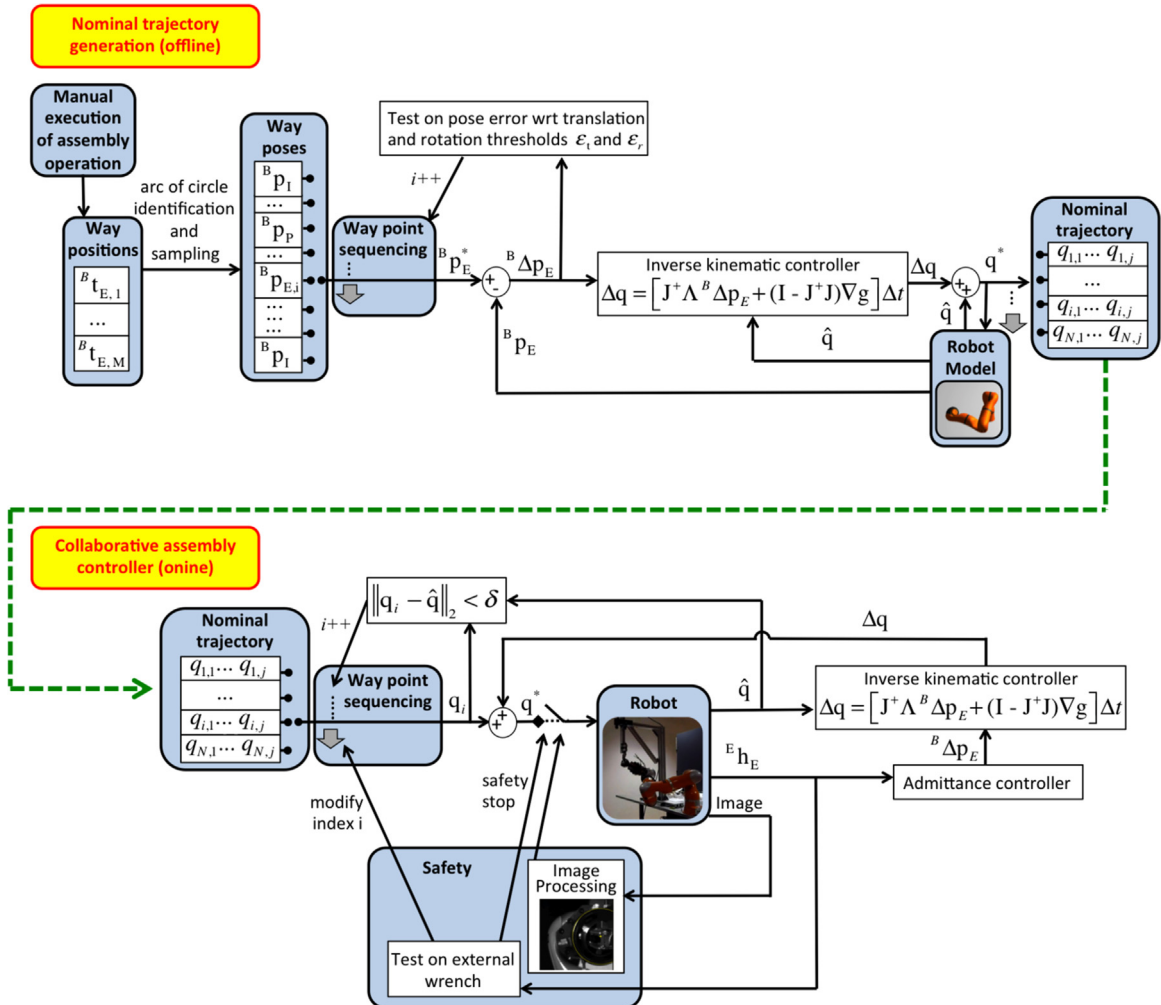 Nominal trajectory
generation (offline)
Manual
execution
of assembly
operation
Way
positions
ᴮt_E, 1
...
ᴮt_E, M
arc of circle
identification
and
sampling
Way
poses
ᴮp_I
...
ᴮp_P
...
ᴮp_E,i
...
...
...
ᴮp_I
Test on pose error wrt translation
and rotation thresholds ε_t and ε_r
i++
Way point
sequencing
ᴮp*_E
+
-
ᴮΔp_E
ᴮp_E
Inverse kinematic controller
Δq = [J⁺Λ ᴮΔp_E + (I - J⁺J)∇g]Δt
Δq
+
+
q*
q̂
q̂
Robot
Model
Nominal
trajectory
q_1,1 ... q_1,j
...
q_i,1 ... q_i,j
q_N,1 ... q_N,j
Collaborative assembly
controller (onine)
Nominal
trajectory
q_1,1 ... q_1,j
...
q_i,1 ... q_i,j
q_N,1 ... q_N,j
i++
‖q_i − q̂‖₂ < δ
Way point
sequencing
q_i
+
+
q*
Δq
Robot
q̂
Inverse kinematic controller
Δq = [J⁺Λ ᴮΔp_E + (I - J⁺J)∇g]Δt
ᴮΔp_E
ᴱh_E
Admittance controller
Image
safety
stop
modify
index i
Safety
Image
Processing
Test on external
wrench